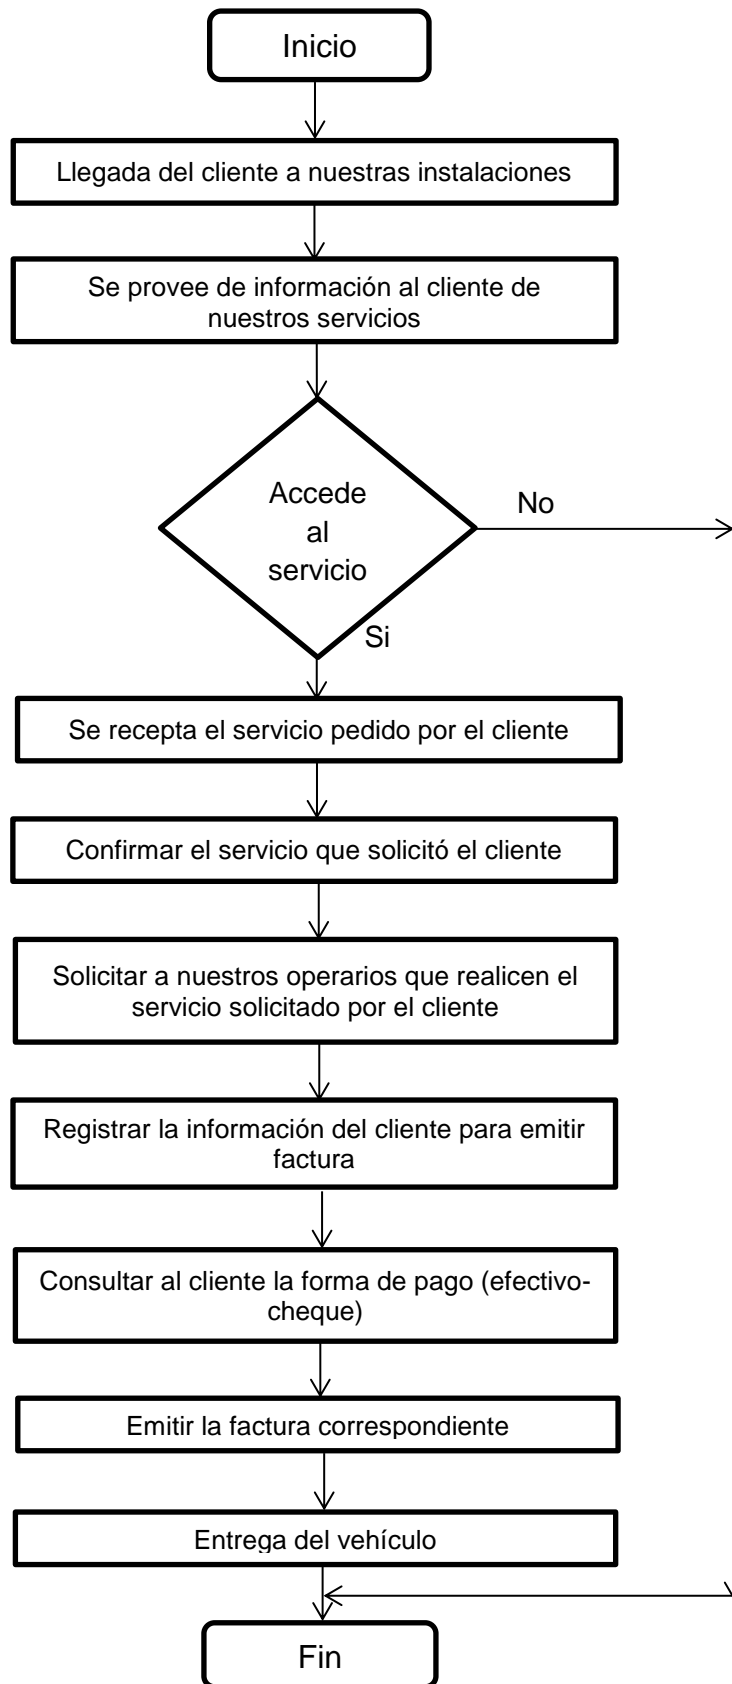 Inicio
Llegada del cliente a nuestras instalaciones
Se provee de información al cliente de
nuestros servicios
Accede
al
servicio
No
Si
Se recepta el servicio pedido por el cliente
Confirmar el servicio que solicitó el cliente
Solicitar a nuestros operarios que realicen el
servicio solicitado por el cliente
Registrar la información del cliente para emitir
factura
Consultar al cliente la forma de pago (efectivo-
cheque)
Emitir la factura correspondiente
Entrega del vehículo
Fin